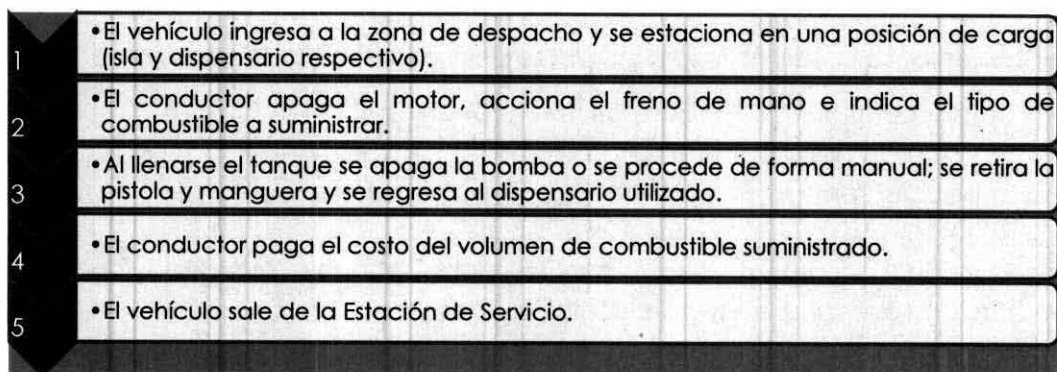 1
• El vehículo ingresa a la zona de despacho y se estaciona en una posición de carga
(isla y dispensario respectivo).
2
• El conductor apaga el motor, acciona el freno de mano e indica el tipo de
combustible a suministrar.
3
• Al llenarse el tanque se apaga la bomba o se procede de forma manual; se retira la
pistola y manguera y se regresa al dispensario utilizado.
4
• El conductor paga el costo del volumen de combustible suministrado.
5
• El vehículo sale de la Estación de Servicio.